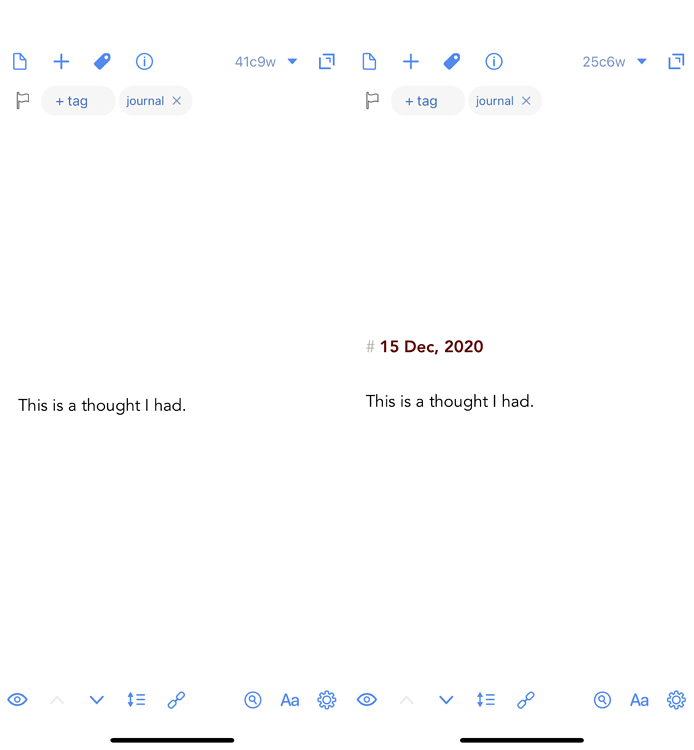 41c9w
+ tag
journal ×
This is a thought I had.
Aa
25c6w
+ tag
journal ×
# 15 Dec, 2020
This is a thought I had.
Aa